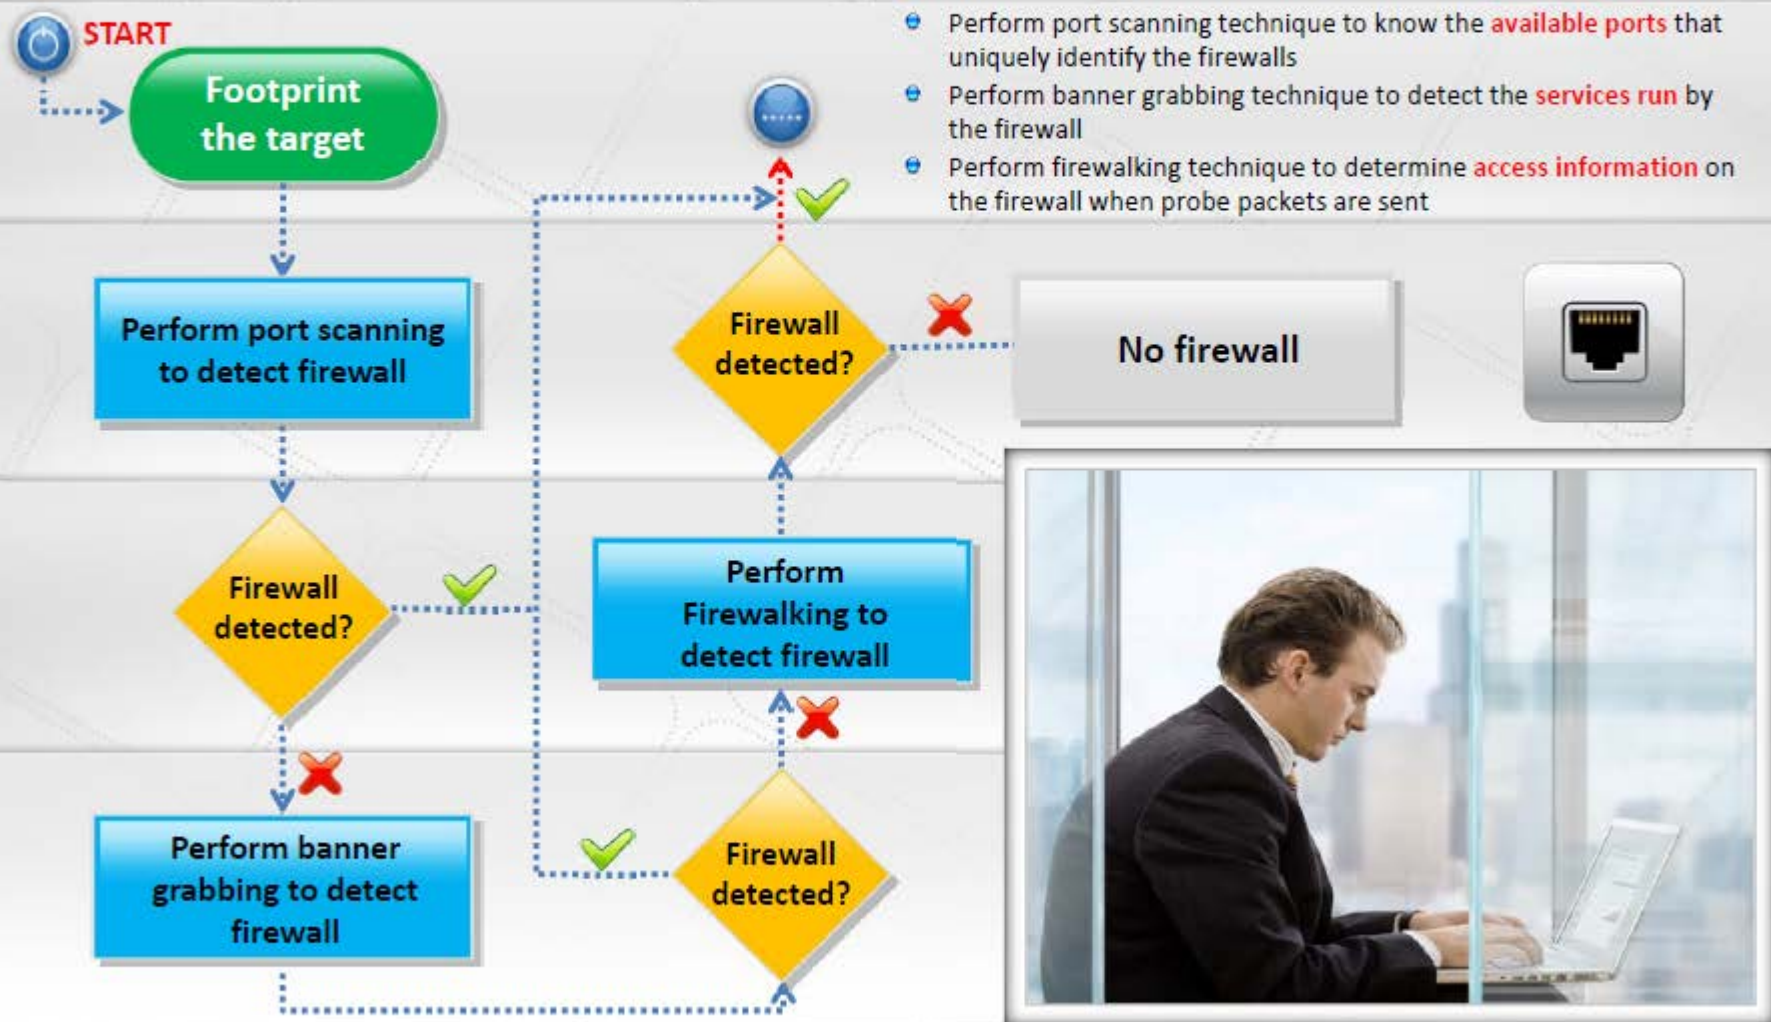 START
Footprint
the target
Perform port scanning
to detect firewall
Firewall
detected?
Perform banner
grabbing to detect
firewall
Firewall
detected?
Perform
Firewalking to
detect firewall
Firewall
detected?
No firewall
Perform port scanning technique to know the available ports that
uniquely identify the firewalls
Perform banner grabbing technique to detect the services run by
the firewall
Perform firewalking technique to determine access information on
the firewall when probe packets are sent